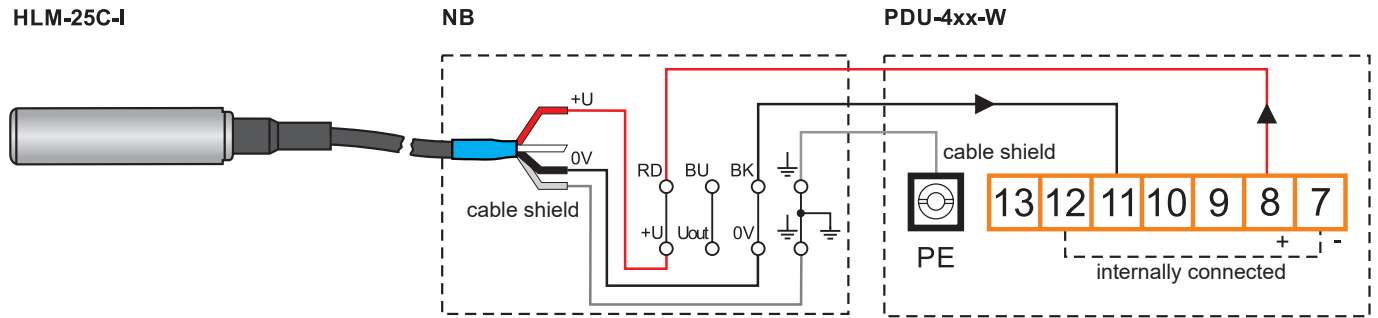 HLM-25C-I
NB
PDU-4xx-W
+U
0V
cable shield
RD BU BK
+U Uout 0V
cable shield
PE
13 12 11 10 9 8 7
+ -
internally connected